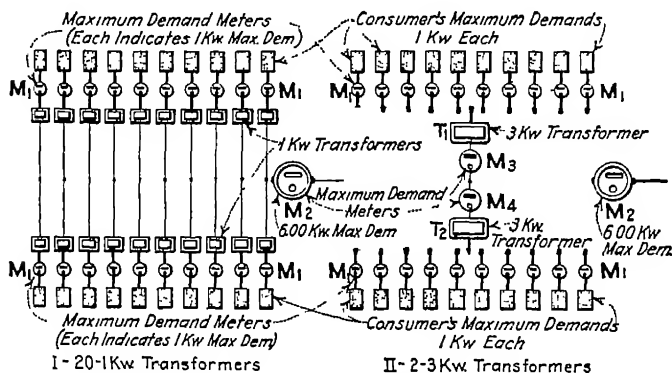 Maximum Demand Meters
(Each Indicates 1 Kw. Max. Dem)
Consumer's Maximum Demands
1 Kw Each
M1
M1
M1
M1
1 Kw Transformers
T1
3 Kw Transformer
M3
Maximum Demand
Meters
M2
6.00 Kw. Max Dem
M4
T2
3 Kw.
Transformer
M2
6.00 Kw
Max Dem.
M1
M1
M1
M1
Maximum Demand Meters
(Each Indicates 1 Kw Max Dem)
Consumer's Maximum Demands
1 Kw Each
I-20-1 Kw. Transformers
II-2-3 Kw. Transformers